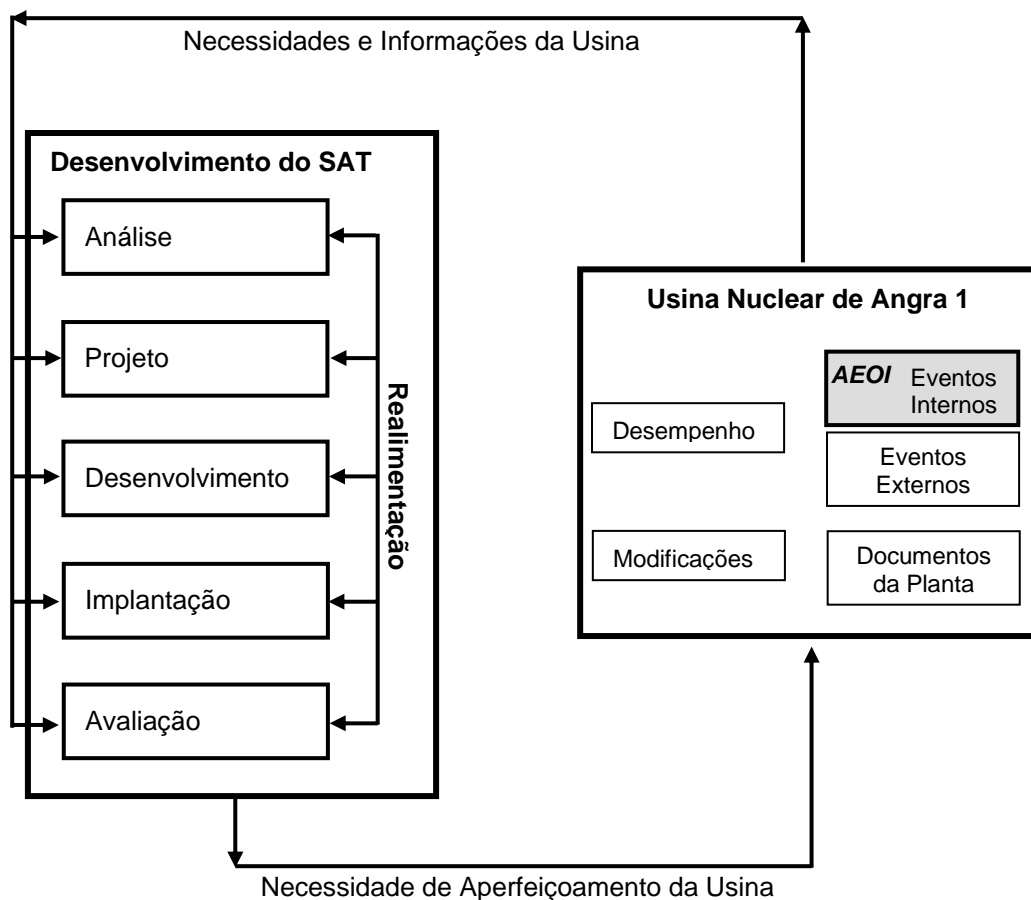 Necessidades e Informações da Usina
Desenvolvimento do SAT
Análise
Projeto
Desenvolvimento
Implantação
Avaliação
Realimentação
Usina Nuclear de Angra 1
Desempenho
Modificações
AEOI Eventos
Internos
Eventos
Externos
Documentos
da Planta
Necessidade de Aperfeiçoamento da Usina